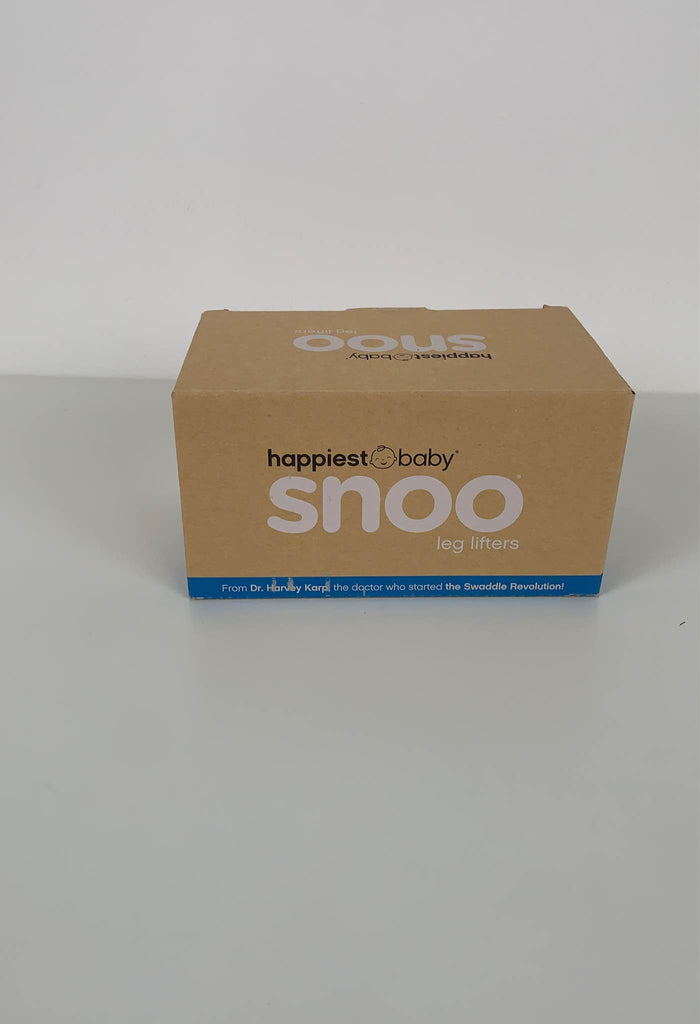 leg lifters
snoo
happiest baby
happiest baby®
snoo®
leg lifters
From Dr. Harvey Karp, the doctor who started the Swaddle Revolution!